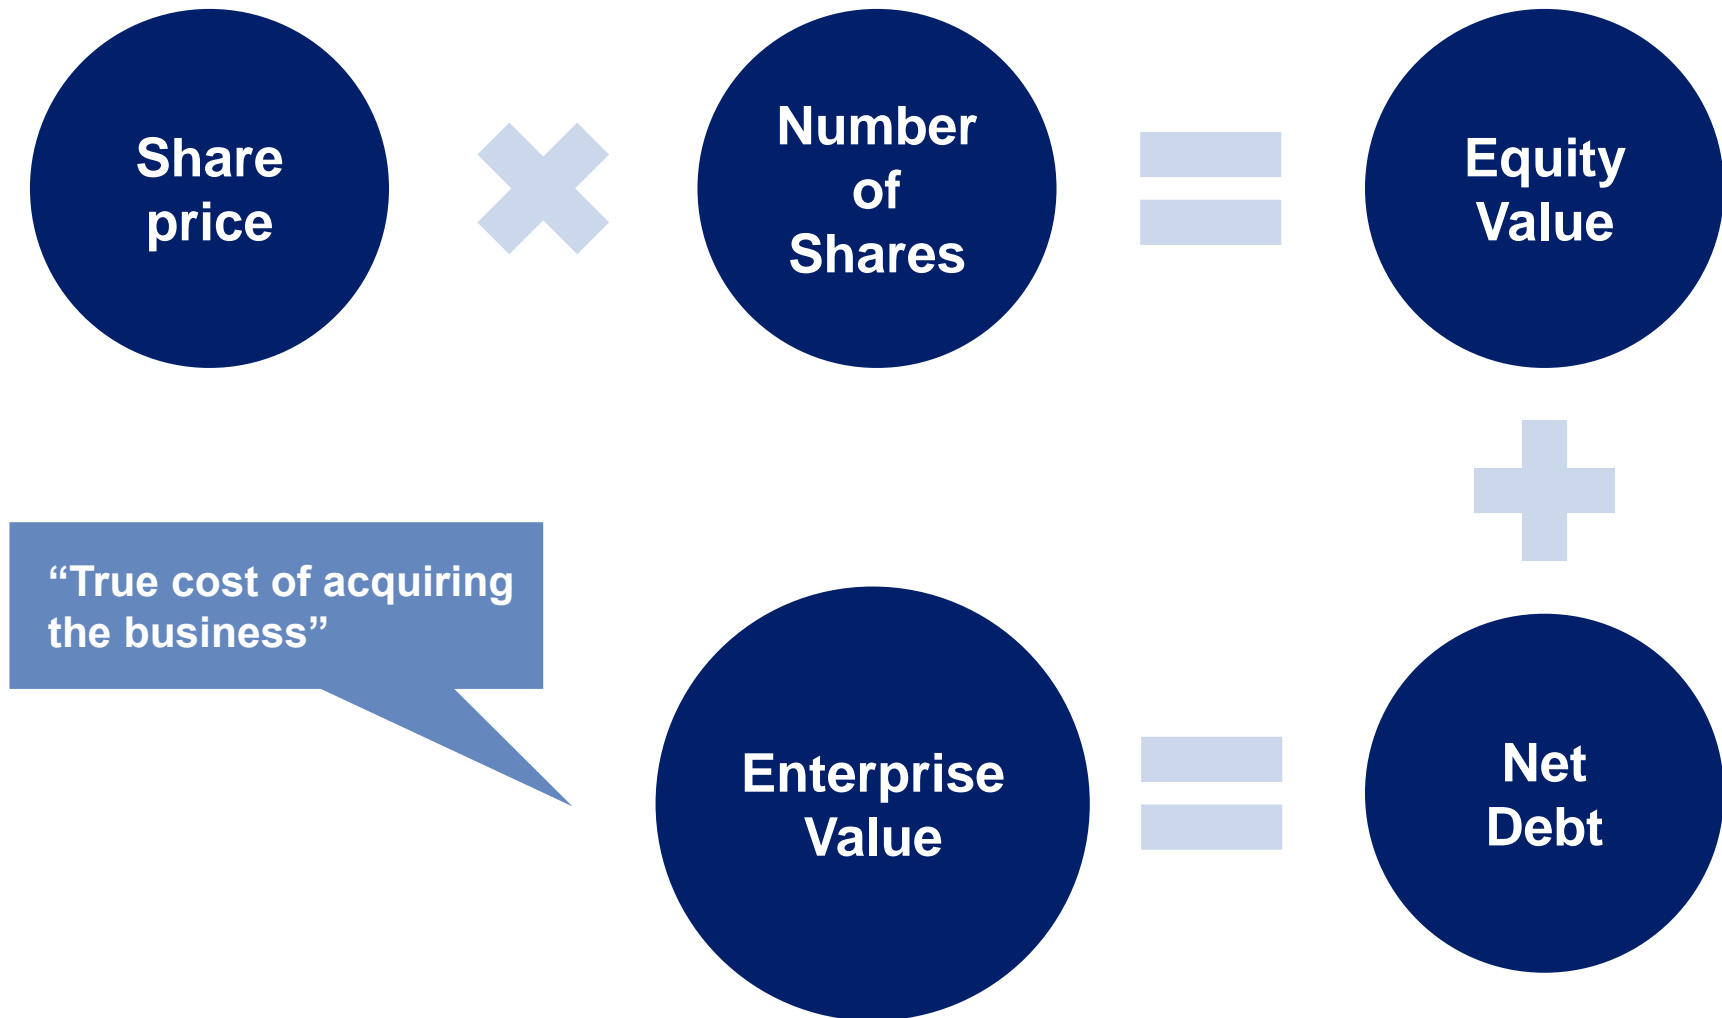 Share
price
Number
of
Shares
Equity
Value
“True cost of acquiring
the business”
Enterprise
Value
Net
Debt